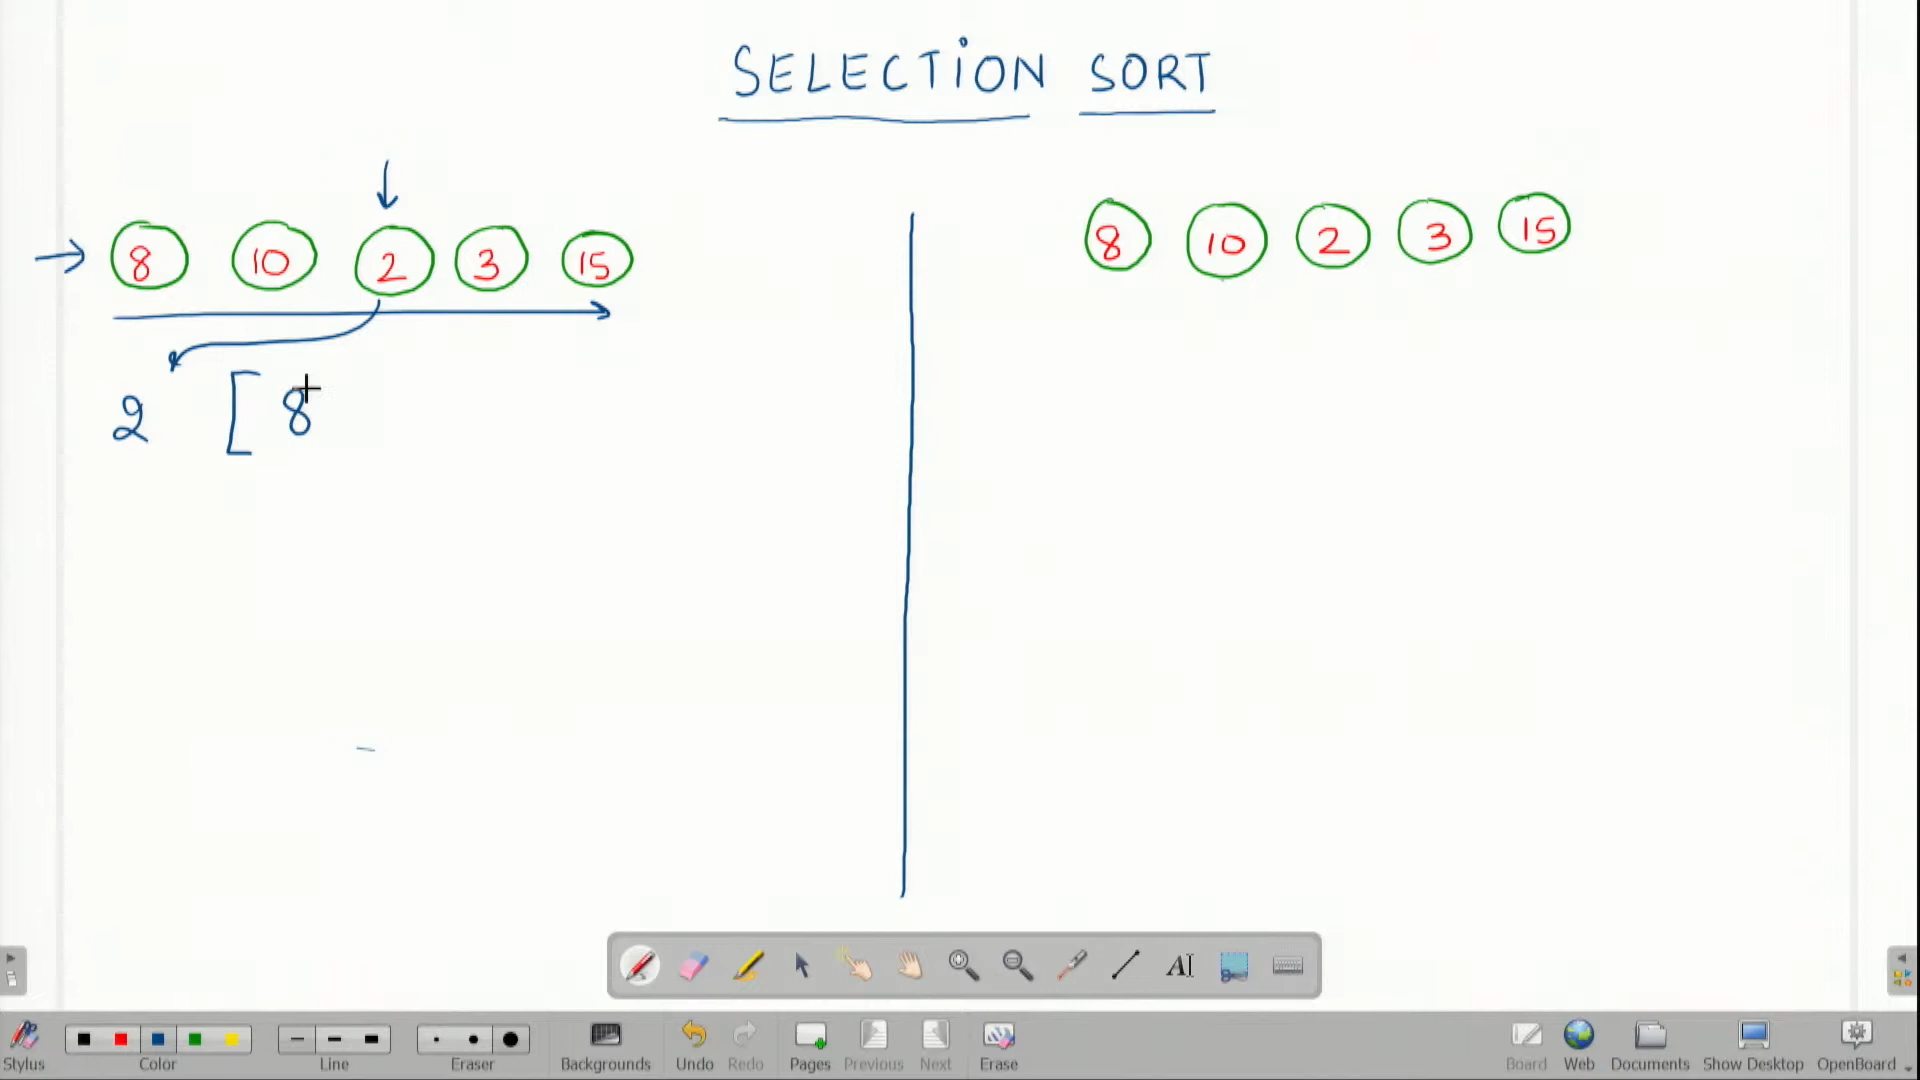 SELECTION SORT
8 10 2 3 15
8 10 2 3 15
2 [ 8
Stylus Color Line Eraser Backgrounds Undo Redo Pages Previous Next Erase Board Web Documents Show Desktop OpenBoard